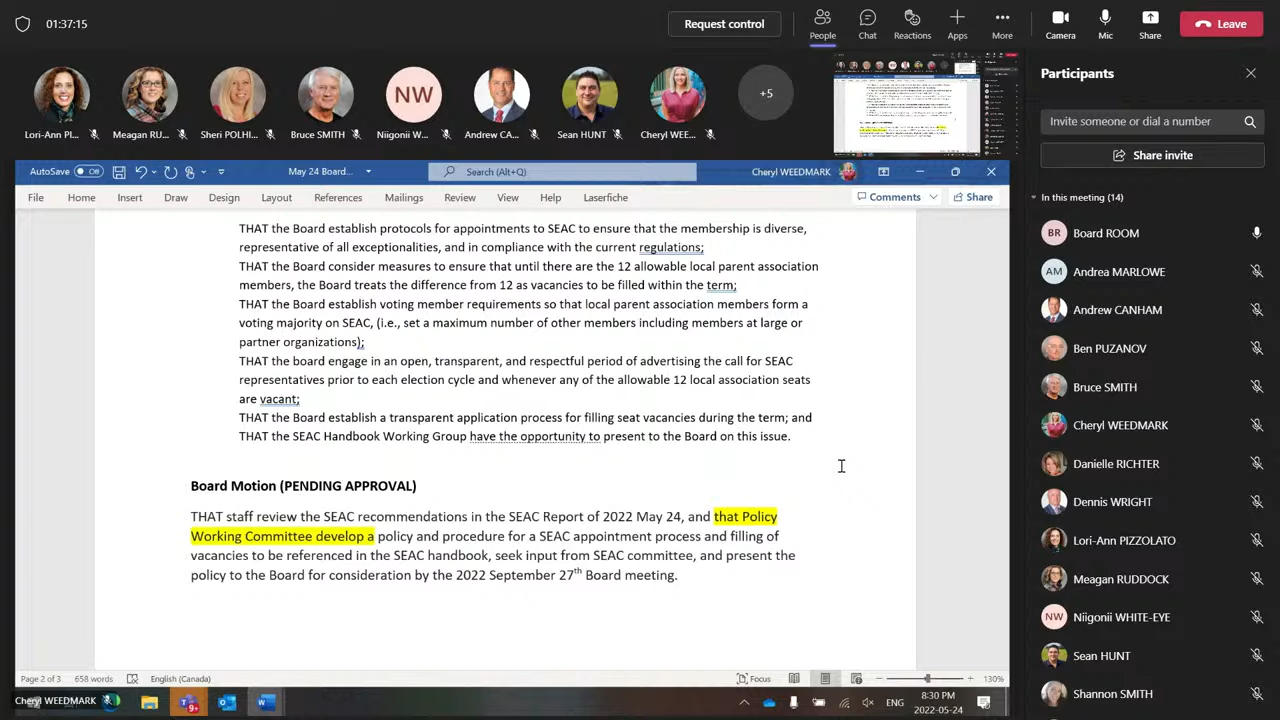 01:37:15
Request control
People
Chat
Reactions
Apps
More
Camera
Mic
Share
Leave
Lori-Ann PI...
Meagan RU
SMITH
NW
Niigonii W...
Andrew CA...
an HUNT
WEE...
+5
Participants
Invite someone or dial a number
Share invite
In this meeting (14)
BR Board ROOM
AM Andrea MARLOWE
Andrew CANHAM
Ben PUZANOV
Bruce SMITH
Cheryl WEEDMARK
Danielle RICHTER
Dennis WRIGHT
Lori-Ann PIZZOLATO
Meagan RUDDOCK
NW Niigonii WHITE-EYE
Sean HUNT
Shannon SMITH
AutoSave Off
May 24 Board...
Search (Alt+Q)
Cheryl WEEDMARK
File Home Insert Draw Design Layout References Mailings Review View Help Laserfiche
Comments Share
THAT the Board establish protocols for appointments to SEAC to ensure that the membership is diverse,
representative of all exceptionalities, and in compliance with the current regulations;
THAT the Board consider measures to ensure that until there are the 12 allowable local parent association
members, the Board treats the difference from 12 as vacancies to be filled within the term;
THAT the Board establish voting member requirements so that local parent association members form a
voting majority on SEAC, (i.e., set a maximum number of other members including members at large or
partner organizations);
THAT the board engage in an open, transparent, and respectful period of advertising the call for SEAC
representatives prior to each election cycle and whenever any of the allowable 12 local association seats
are vacant;
THAT the Board establish a transparent application process for filling seat vacancies during the term; and
THAT the SEAC Handbook Working Group have the opportunity to present to the Board on this issue.
Board Motion (PENDING APPROVAL)
THAT staff review the SEAC recommendations in the SEAC Report of 2022 May 24, and that Policy
Working Committee develop a policy and procedure for a SEAC appointment process and filling of
vacancies to be referenced in the SEAC handbook, seek input from SEAC committee, and present the
policy to the Board for consideration by the 2022 September 27th Board meeting.
Page 2 of 3
658 words
English (Canada)
Focus
130%
Cheryl WEEDMARK
9+
ENG
8:30 PM
2022-05-24